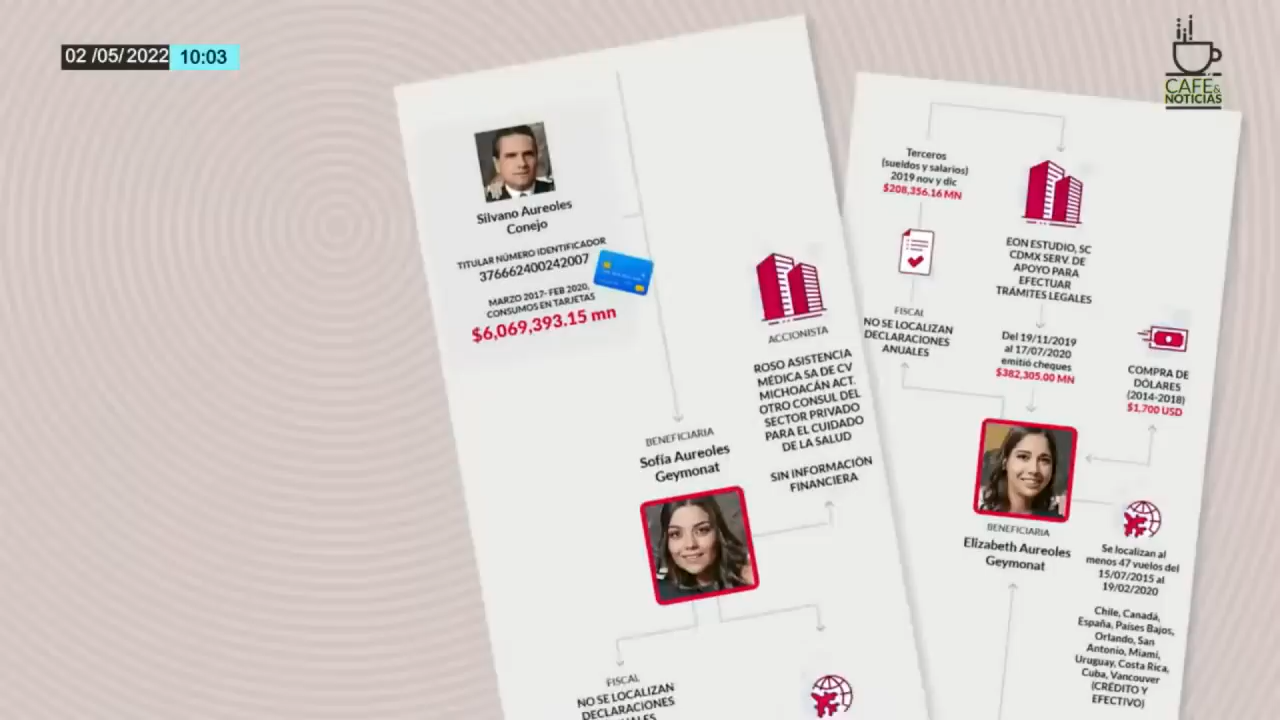 02 /05/ 2022 10:03
CAFE&
NOTICIAS
Silvano Aureoles
Conejo
TITULAR NÚMERO IDENTIFICADOR
376662400242007
MARZO 2017- FEB 2020.
CONSUMOS EN TARJETAS
$6,069,393.15 mn
ACCIONISTA
ROSO ASISTENCIA
MÉDICA SA DE CV
MICHOACÁN ACT.
OTRO CONSUL DEL
SECTOR PRIVADO
PARA EL CUIDADO
DE LA SALUD
SIN INFORMACIÓN
FINANCIERA
BENEFICIARIA
Sofía Aureoles
Geymonat
FISCAL
NO SE LOCALIZAN
DECLARACIONES
Terceros
(sueldos y salarios)
2019 nov y dic
$208,356.16 MN
FISCAL
NO SE LOCALIZAN
DECLARACIONES
ANUALES
EON ESTUDIO, SC
CDMX SERV. DE
APOYO PARA
EFECTUAR
TRÁMITES LEGALES
Del 19/11/2019
al 17/07/2020
emitió cheques
$382,305.00 MN
COMPRA DE
DÓLARES
(2014-2018)
$1,700 USD
BENEFICIARIA
Elizabeth Aureoles
Geymonat
Se localizan al
menos 47 vuelos del
15/07/2015 al
19/02/2020
Chile, Canadá,
España, Países Bajos,
Orlando, San
Antonio, Miami,
Uruguay, Costa Rica,
Cuba, Vancouver
(CRÉDITO Y
EFECTIVO)